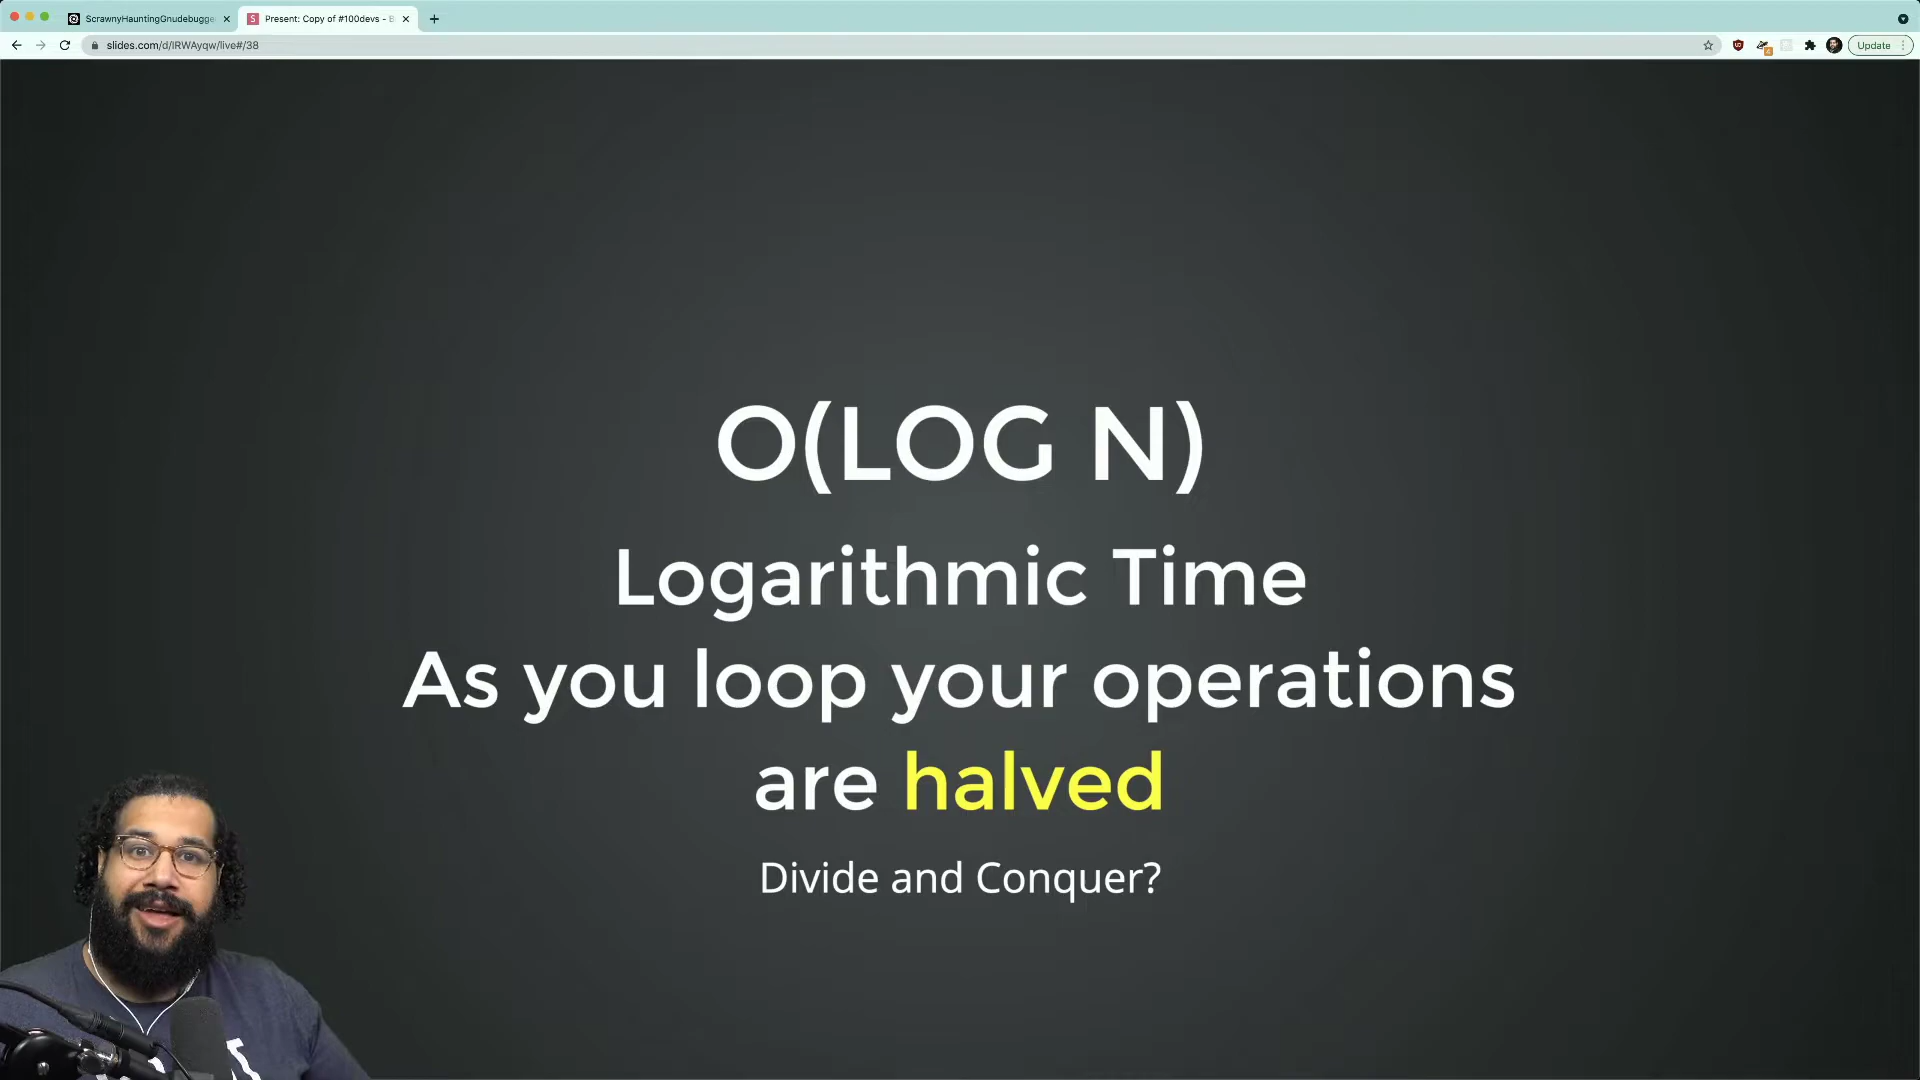 ScrawnyHauntingGnudebugge
Present: Copy of #100devs - B
slides.com/d/IRWAyqw/live#/38
Update
O(LOG N)
Logarithmic Time
As you loop your operations
are halved
Divide and Conquer?